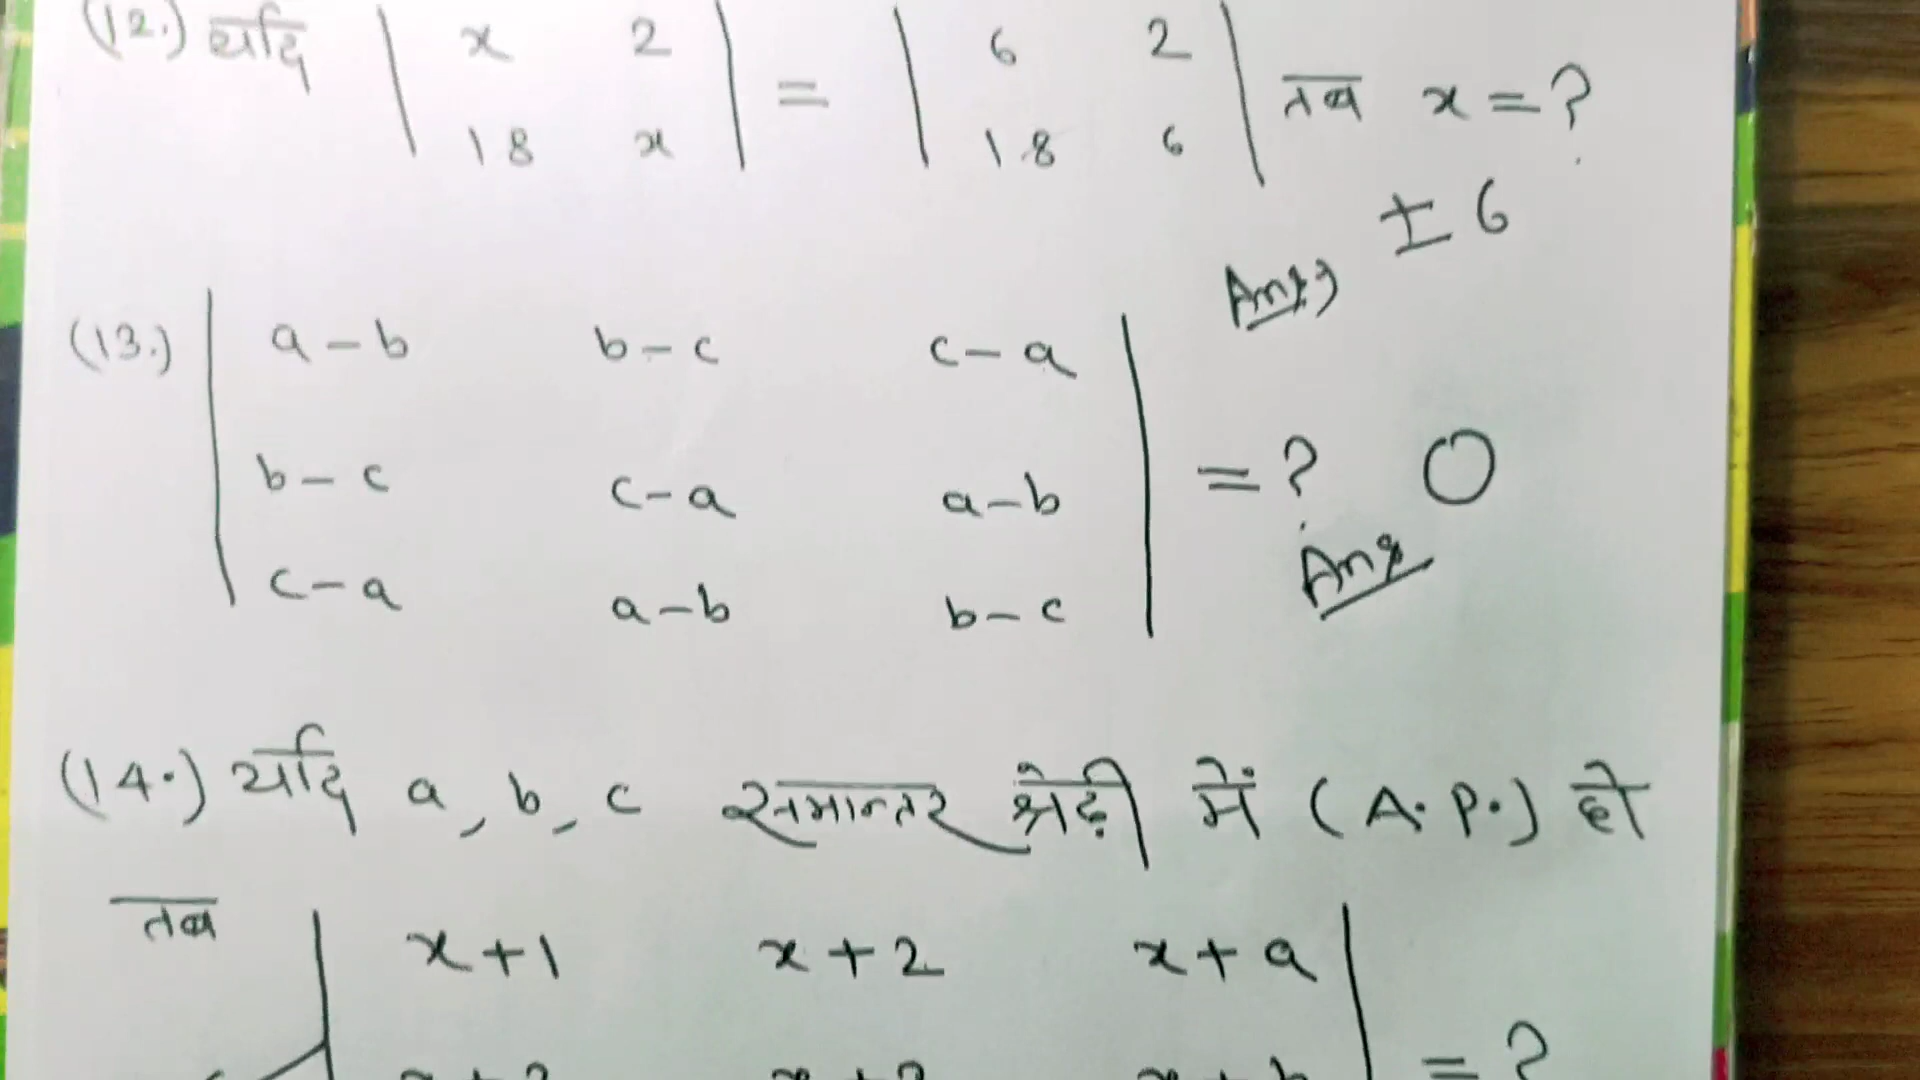 (12.) यदि | x 2 | = | 6 2 | तब x = ?
| 18 x | | 18 6 |
± 6
Ans
(13.) | a-b b-c c-a |
| b-c c-a a-b | = ? 0
Ans
| c-a a-b b-c |
(14.) यदि a, b, c समान्तर श्रेढ़ी में (A.P.) हो
तब | x+1 x+2 x+a |
= ?